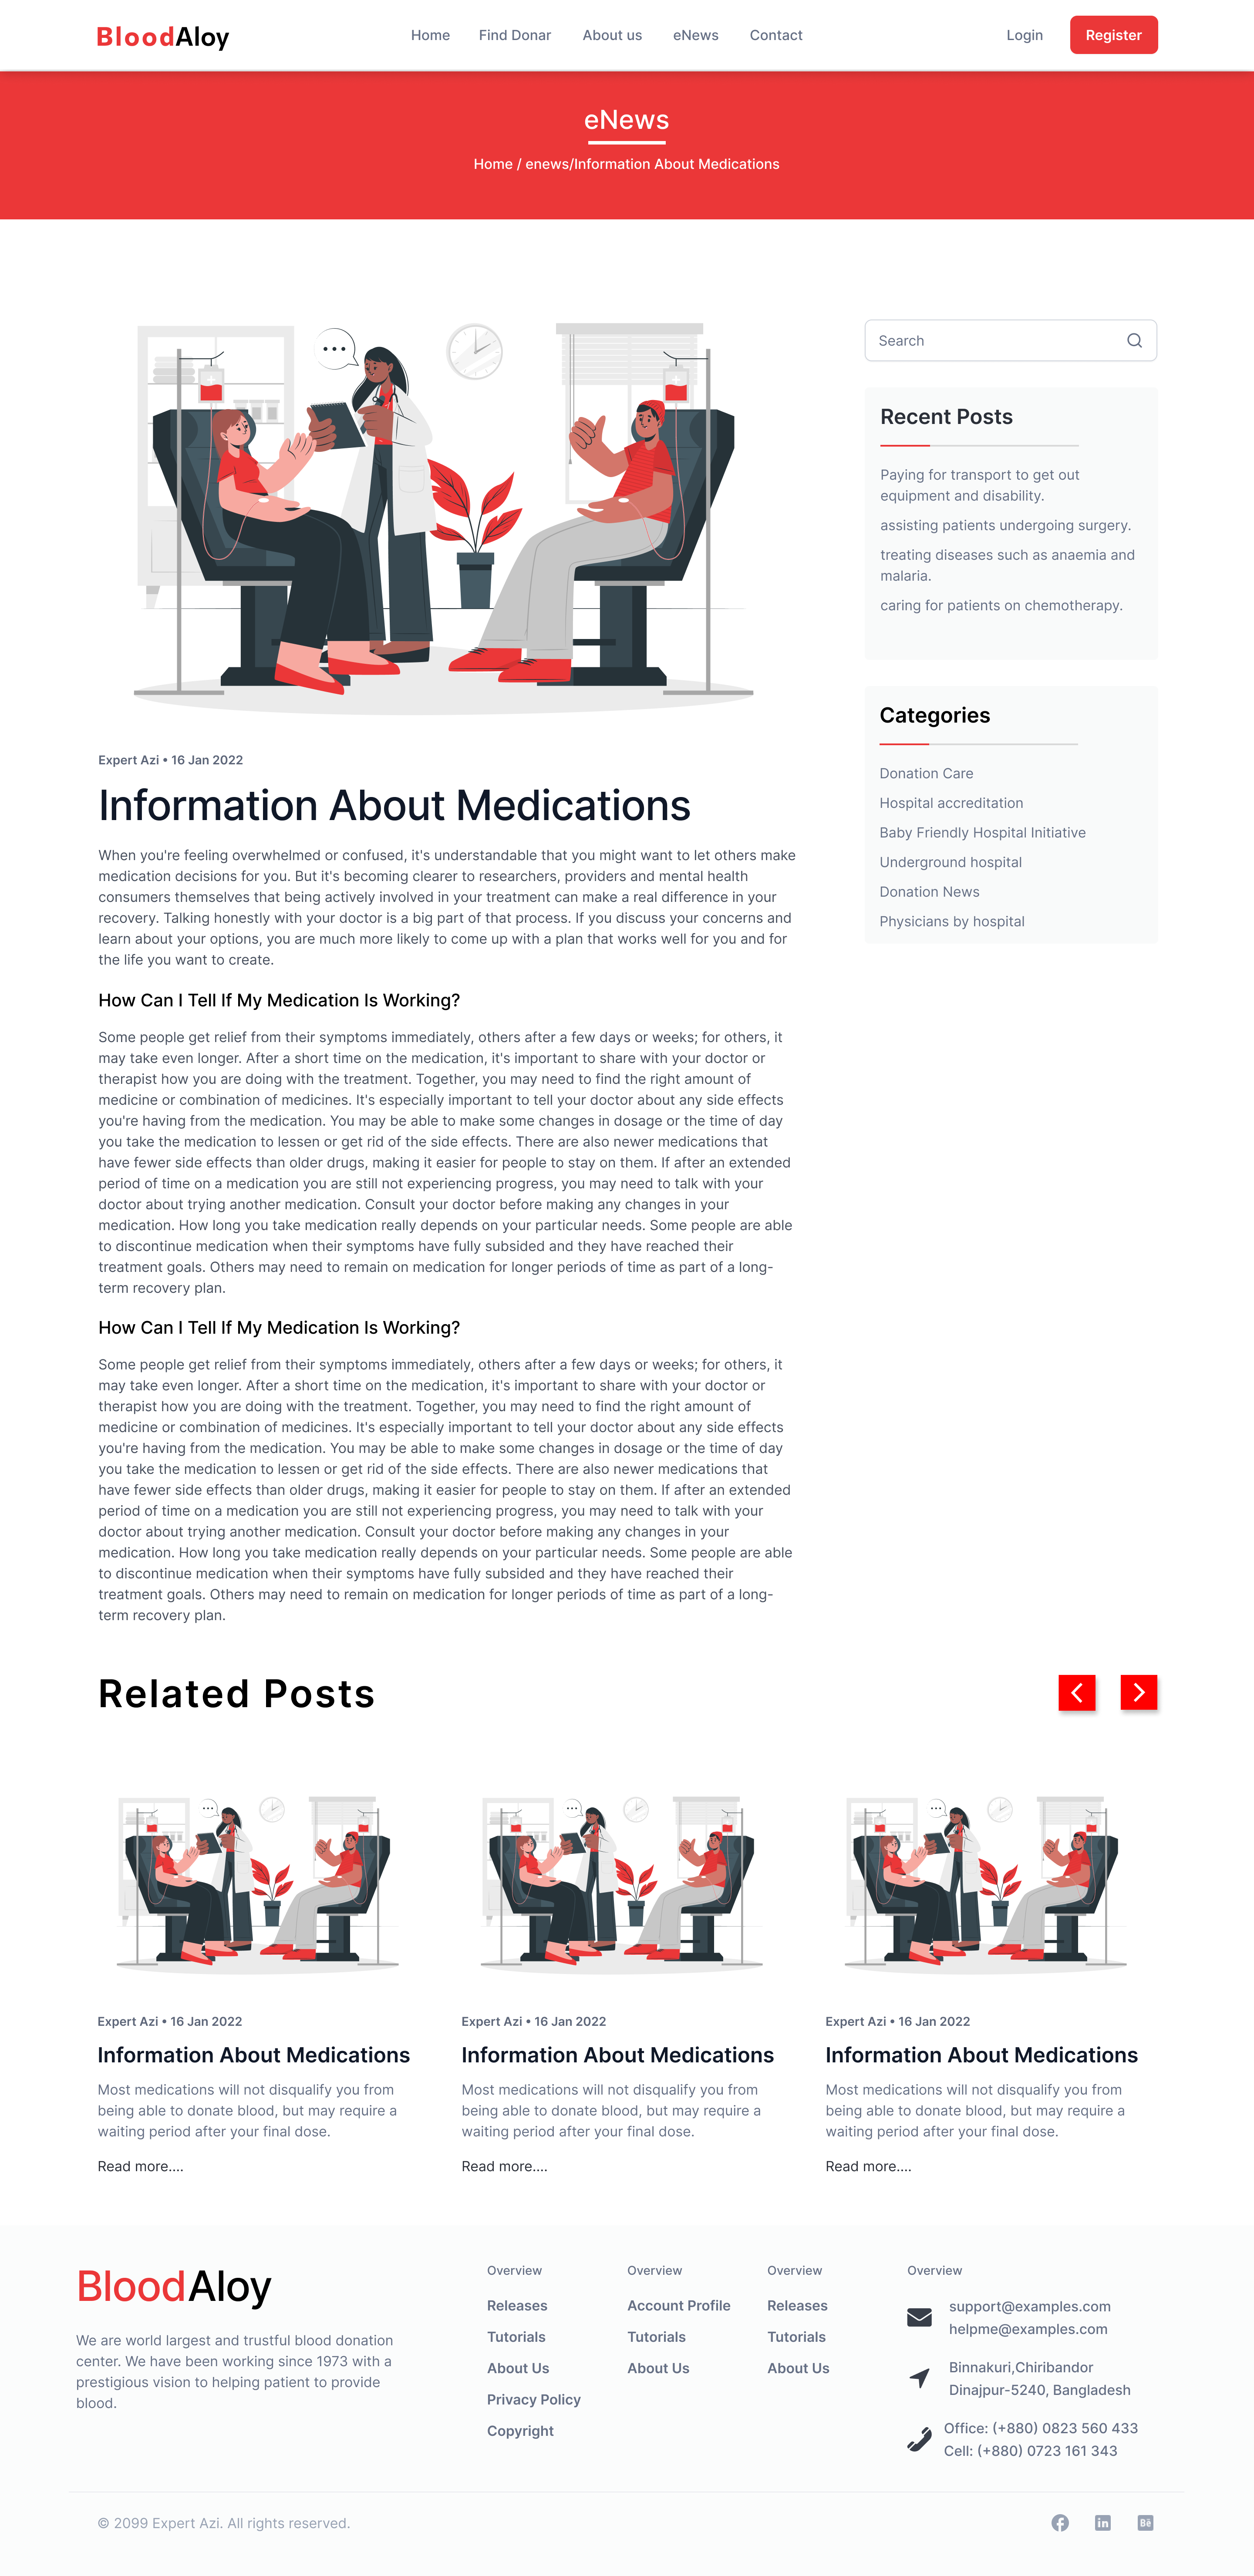 BloodAloy
Home Find Donar About us eNews Contact
Login Register
eNews
Home / enews/Information About Medications
Search
Recent Posts
Paying for transport to get out
equipment and disability.
assisting patients undergoing surgery.
treating diseases such as anaemia and
malaria.
caring for patients on chemotherapy.
Categories
Donation Care
Hospital accreditation
Baby Friendly Hospital Initiative
Underground hospital
Donation News
Physicians by hospital
Expert Azi • 16 Jan 2022
Information About Medications
When you're feeling overwhelmed or confused, it's understandable that you might want to let others make
medication decisions for you. But it's becoming clearer to researchers, providers and mental health
consumers themselves that being actively involved in your treatment can make a real difference in your
recovery. Talking honestly with your doctor is a big part of that process. If you discuss your concerns and
learn about your options, you are much more likely to come up with a plan that works well for you and for
the life you want to create.
How Can I Tell If My Medication Is Working?
Some people get relief from their symptoms immediately, others after a few days or weeks; for others, it
may take even longer. After a short time on the medication, it's important to share with your doctor or
therapist how you are doing with the treatment. Together, you may need to find the right amount of
medicine or combination of medicines. It's especially important to tell your doctor about any side effects
you're having from the medication. You may be able to make some changes in dosage or the time of day
you take the medication to lessen or get rid of the side effects. There are also newer medications that
have fewer side effects than older drugs, making it easier for people to stay on them. If after an extended
period of time on a medication you are still not experiencing progress, you may need to talk with your
doctor about trying another medication. Consult your doctor before making any changes in your
medication. How long you take medication really depends on your particular needs. Some people are able
to discontinue medication when their symptoms have fully subsided and they have reached their
treatment goals. Others may need to remain on medication for longer periods of time as part of a long-
term recovery plan.
How Can I Tell If My Medication Is Working?
Some people get relief from their symptoms immediately, others after a few days or weeks; for others, it
may take even longer. After a short time on the medication, it's important to share with your doctor or
therapist how you are doing with the treatment. Together, you may need to find the right amount of
medicine or combination of medicines. It's especially important to tell your doctor about any side effects
you're having from the medication. You may be able to make some changes in dosage or the time of day
you take the medication to lessen or get rid of the side effects. There are also newer medications that
have fewer side effects than older drugs, making it easier for people to stay on them. If after an extended
period of time on a medication you are still not experiencing progress, you may need to talk with your
doctor about trying another medication. Consult your doctor before making any changes in your
medication. How long you take medication really depends on your particular needs. Some people are able
to discontinue medication when their symptoms have fully subsided and they have reached their
treatment goals. Others may need to remain on medication for longer periods of time as part of a long-
term recovery plan.
Related Posts
Expert Azi • 16 Jan 2022
Information About Medications
Most medications will not disqualify you from
being able to donate blood, but may require a
waiting period after your final dose.
Read more....
Expert Azi • 16 Jan 2022
Information About Medications
Most medications will not disqualify you from
being able to donate blood, but may require a
waiting period after your final dose.
Read more....
Expert Azi • 16 Jan 2022
Information About Medications
Most medications will not disqualify you from
being able to donate blood, but may require a
waiting period after your final dose.
Read more....
BloodAloy
We are world largest and trustful blood donation
center. We have been working since 1973 with a
prestigious vision to helping patient to provide
blood.
Overview
Releases
Tutorials
About Us
Privacy Policy
Copyright
Overview
Account Profile
Tutorials
About Us
Overview
Releases
Tutorials
About Us
Overview
support@examples.com
helpme@examples.com
Binnakuri,Chiribandor
Dinajpur-5240, Bangladesh
Office: (+880) 0823 560 433
Cell: (+880) 0723 161 343
© 2099 Expert Azi. All rights reserved.